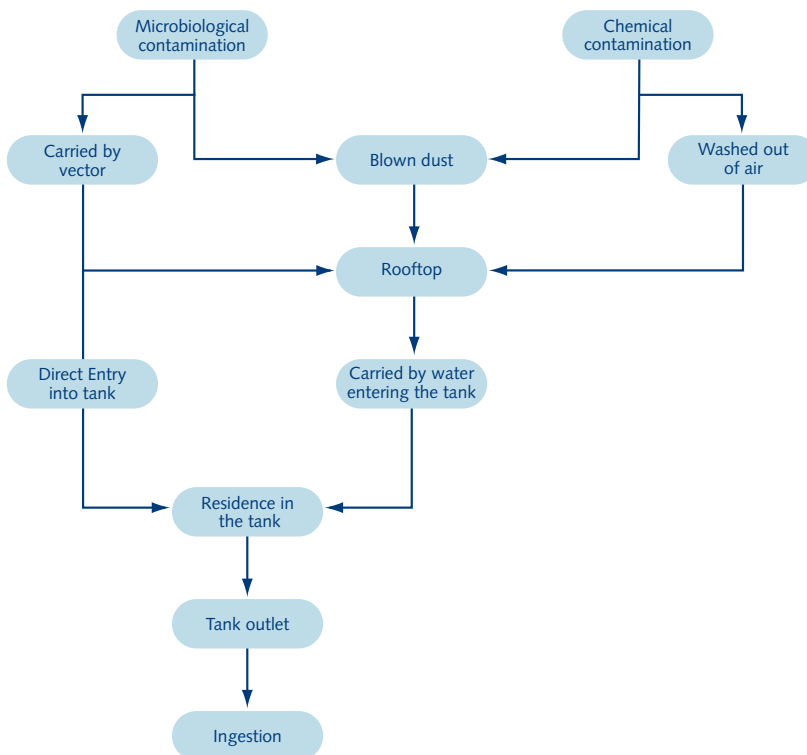 Microbiological
contamination
Chemical
contamination
Carried by
vector
Blown dust
Washed out
of air
Rooftop
Direct Entry
into tank
Carried by water
entering the tank
Residence in
the tank
Tank outlet
Ingestion